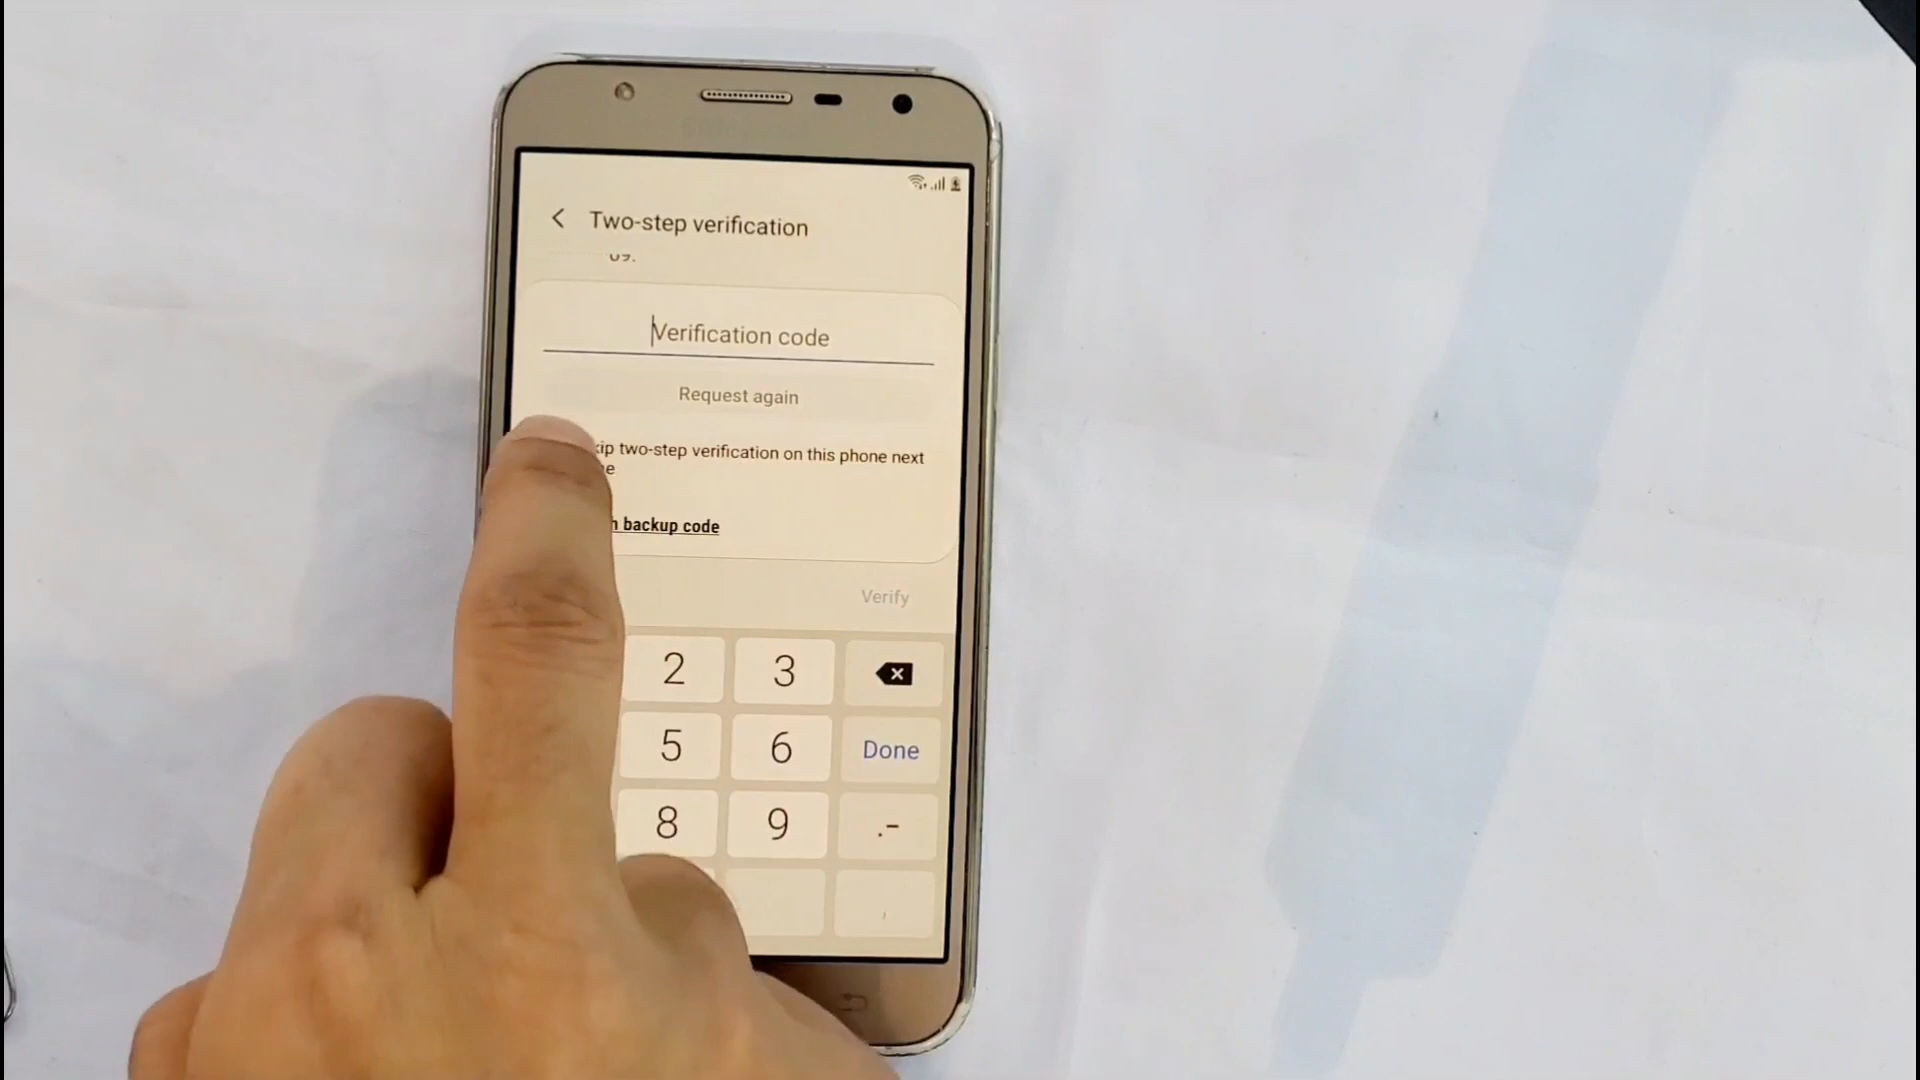 Two-step verification
09.
Verification code
Request again
two-step verification on this phone next
backup code
Verify
2 3
5 6 Done
8 9 .-
,